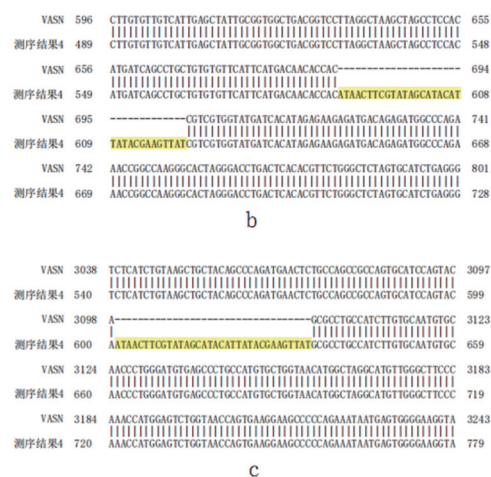 VASN 596 CTTGTGTTGTCATTGAGCTATTGCGGTGGCTGACGGTCCTTAGGCTAAGCTAGCCTCCAC 655
测序结果4 489 CTTGTGTTGTCATTGAGCTATTGCGGTGGCTGACGGTCCTTAGGCTAAGCTAGCCTCCAC 548
VASN 656 ATGATCAGCCTGCTGTGTGTTCATTCATGACAACACCAC--------------------- 694
测序结果4 549 ATGATCAGCCTGCTGTGTGTTCATTCATGACAACACCACATAACTTCGTATAGCATACAT 608
VASN 695 -------------CGTCGTGGTATGATCACATAGAGAAGAGATGACAGAGATGGCCCAGA 741
测序结果4 609 TATACGAAGTTATCGTCGTGGTATGATCACATAGAGAAGAGATGACAGAGATGGCCCAGA 668
VASN 742 AACCGGCCAAGGGCACTAGGGACCTGACTCACACGTTCTGGGCTCTAGTGCATCTGAGGG 801
测序结果4 669 AACCGGCCAAGGGCACTAGGGACCTGACTCACACGTTCTGGGCTCTAGTGCATCTGAGGG 728
b
VASN 3038 TCTCATCTGTAAGCTGCTACAGCCCAGATGAACTCTGCCAGCCGCCAGTGCATCCAGTAC 3097
测序结果4 540 TCTCATCTGTAAGCTGCTACAGCCCAGATGAACTCTGCCAGCCGCCAGTGCATCCAGTAC 599
VASN 3098 A----------------------------------GCGCCTGCCATCTTGTGCAATGTGC 3123
测序结果4 600 AATAACTTCGTATAGCATACATTATACGAAGTTATGCGCCTGCCATCTTGTGCAATGTGC 659
VASN 3124 AACCCTGGGATGTGAGCCCTGCCATGTGCTGGTAACATGGCTAGGCATGTTGGGCTTCCC 3183
测序结果4 660 AACCCTGGGATGTGAGCCCTGCCATGTGCTGGTAACATGGCTAGGCATGTTGGGCTTCCC 719
VASN 3184 AAACCATGGAGTCTGGTAACCAGTGAAGGAAGCCCCCAGAAATAATGAGTGGGGAAGGTA 3243
测序结果4 720 AAACCATGGAGTCTGGTAACCAGTGAAGGAAGCCCCCAGAAATAATGAGTGGGGAAGGTA 779
c